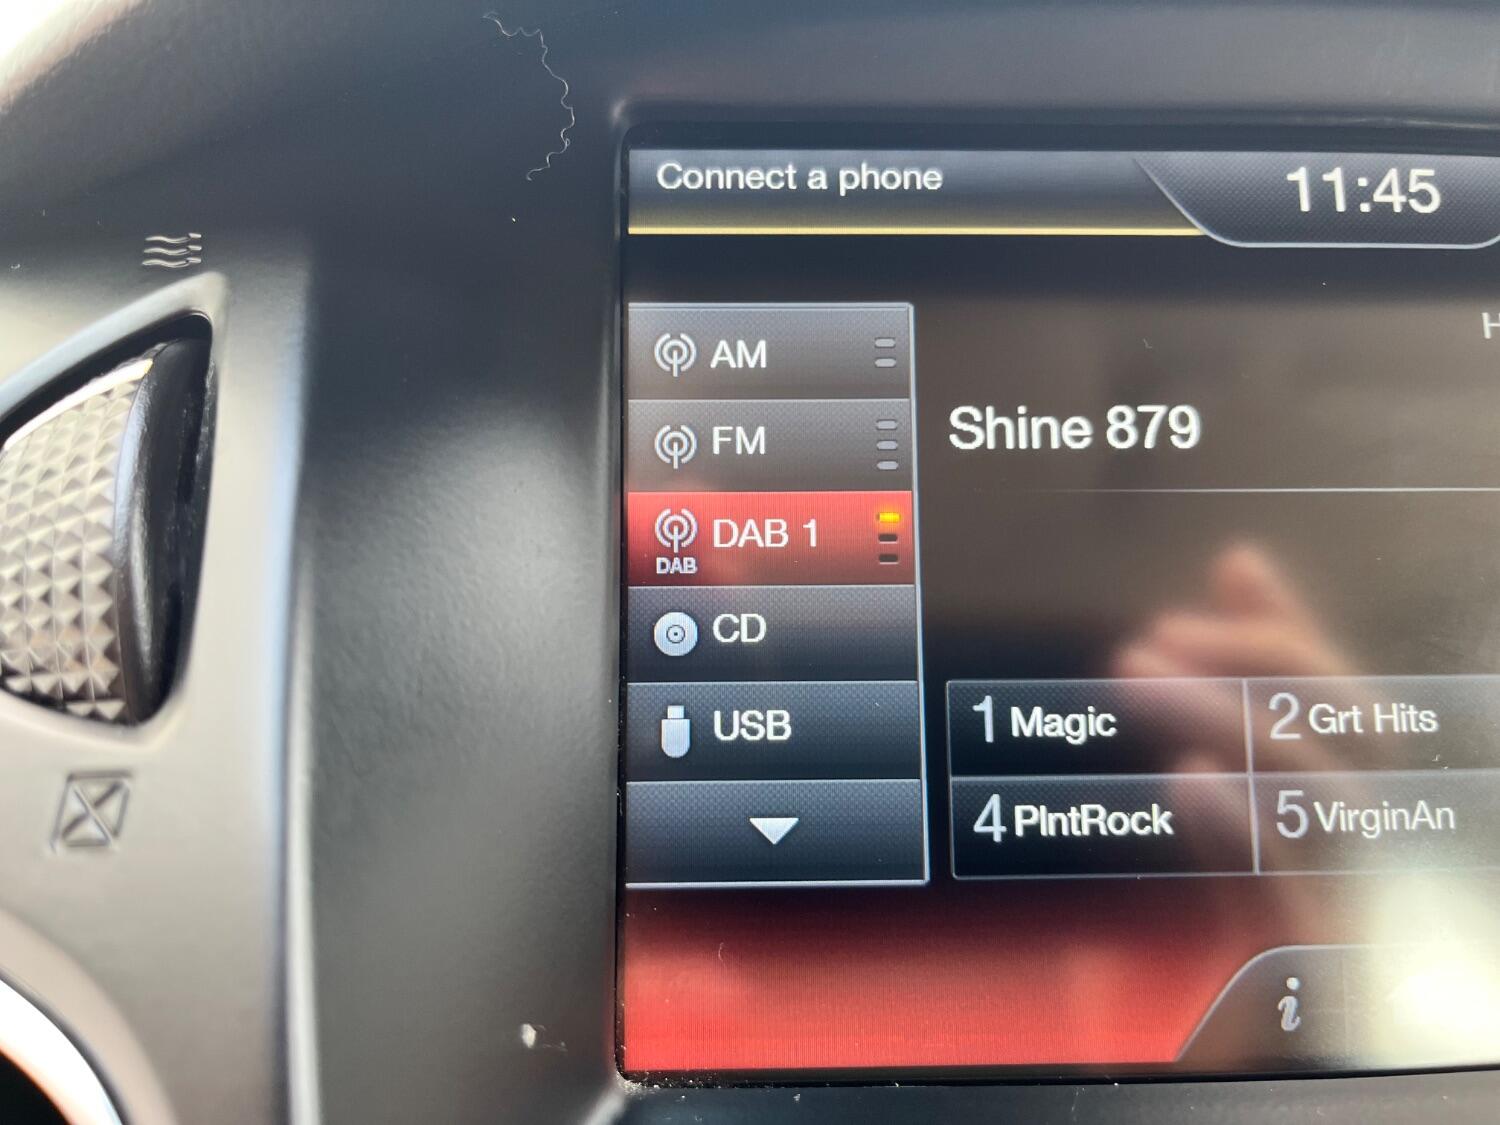 Connect a phone
11:45
AM
FM
DAB 1
DAB
CD
USB
H
Shine 879
1 Magic
2 Grt Hits
4 PlntRock
5 VirginAn
i